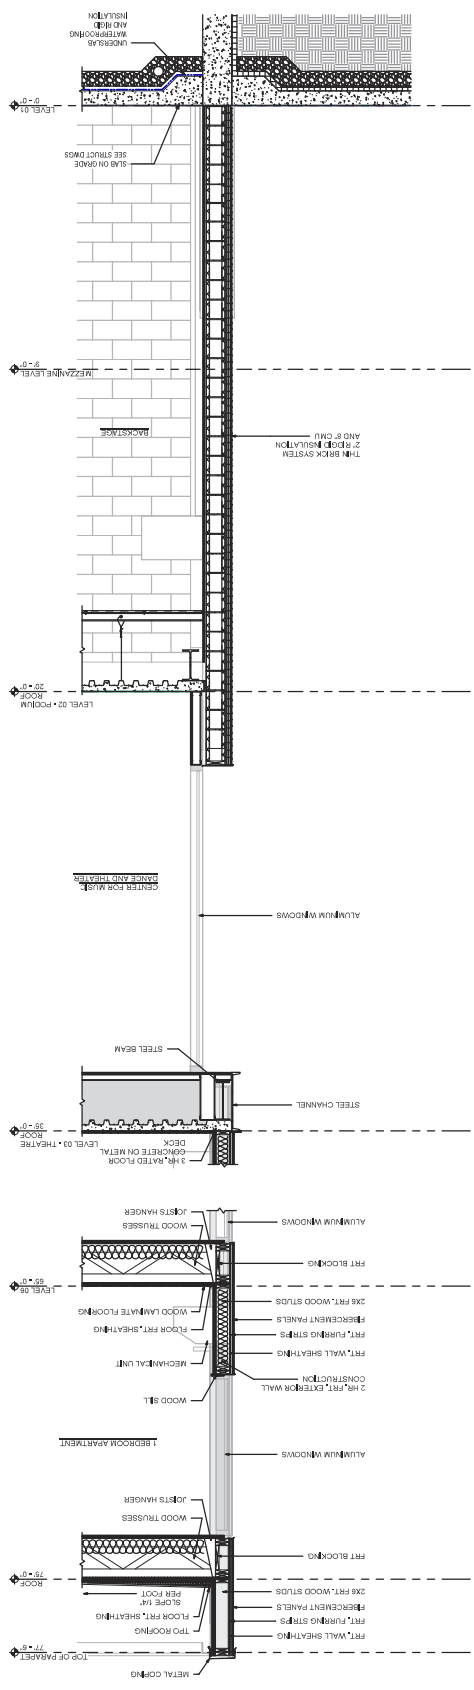 METAL COPING
TOP OF PARAPET
77' - 6"
FRT. WALL SHEATHING
FRT. FURRING STRIPS
FIBERCEMENT PANELS
2X6 FRT. WOOD STUDS
TPO ROOFING
FLOOR FRT. SHEATHING
SLOPE 1/4"
PER FOOT
ROOF
75' - 0"
FRT BLOCKING
WOOD TRUSSES
JOISTS HANGER
ALUMINUM WINDOWS
1 BEDROOM APARTMENT
WOOD SILL
2 HR. FRT. EXTERIOR WALL
CONSTRUCTION
FRT. WALL SHEATHING
FRT. FURRING STRIPS
FIBERCEMENT PANELS
2X6 FRT. WOOD STUDS
MECHANICAL UNIT
FLOOR FRT. SHEATHING
WOOD LAMINATE FLOORING
LEVEL 06
65' - 0"
FRT BLOCKING
WOOD TRUSSES
JOISTS HANGER
ALUMINUM WINDOWS
3 HR. RATED FLOOR
CONCRETE ON METAL
DECK
LEVEL 03 - THEATRE
ROOF
35' - 0"
STEEL CHANNEL
STEEL BEAM
ALUMINUM WINDOWS
CENTER FOR MUSIC
DANCE AND THEATER
LEVEL 02 - PODIUM
ROOF
20' - 0"
THIN BRICK SYSTEM
2" RIGID INSULATION
AND 8" CMU
BACKSTAGE
MEZZANINE LEVEL
9' - 0"
SLAB ON GRADE
SEE STRUCT DWGS
LEVEL 01
0' - 0"
UNDERSLAB
WATERPROOFING
AND RIGID
INSULATION